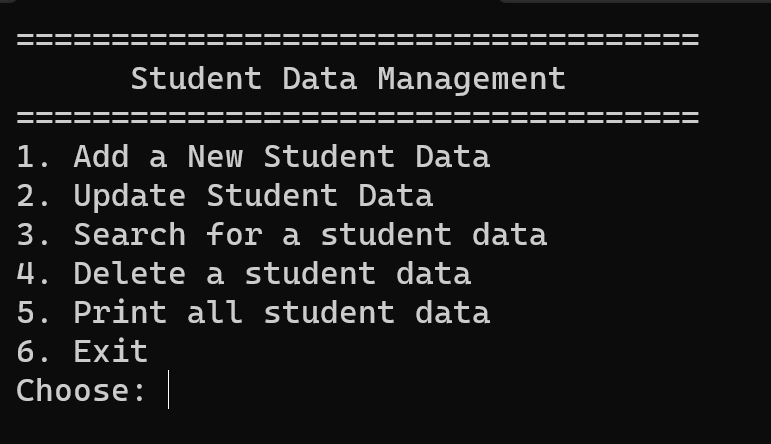 ====================================
Student Data Management
====================================
1. Add a New Student Data
2. Update Student Data
3. Search for a student data
4. Delete a student data
5. Print all student data
6. Exit
Choose: